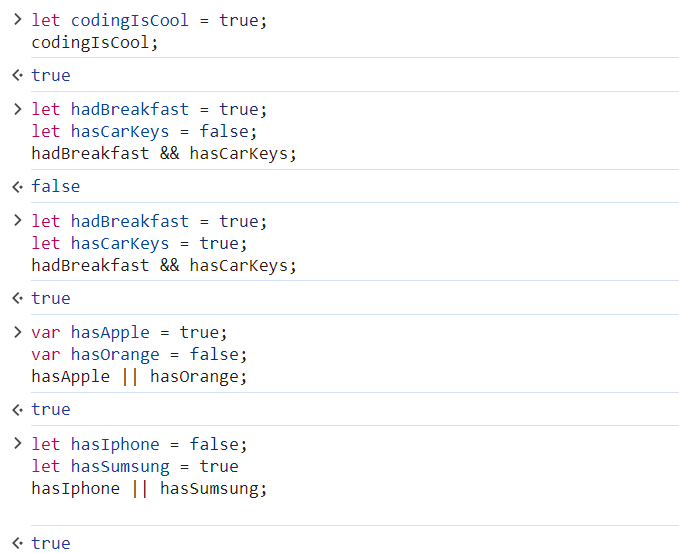 let codingIsCool = true;
codingIsCool;
true
let hadBreakfast = true;
let hasCarKeys = false;
hadBreakfast && hasCarKeys;
false
let hadBreakfast = true;
let hasCarKeys = true;
hadBreakfast && hasCarKeys;
true
var hasApple = true;
var hasOrange = false;
hasApple || hasOrange;
true
let hasIphone = false;
let hasSumsung = true
hasIphone || hasSumsung;
true